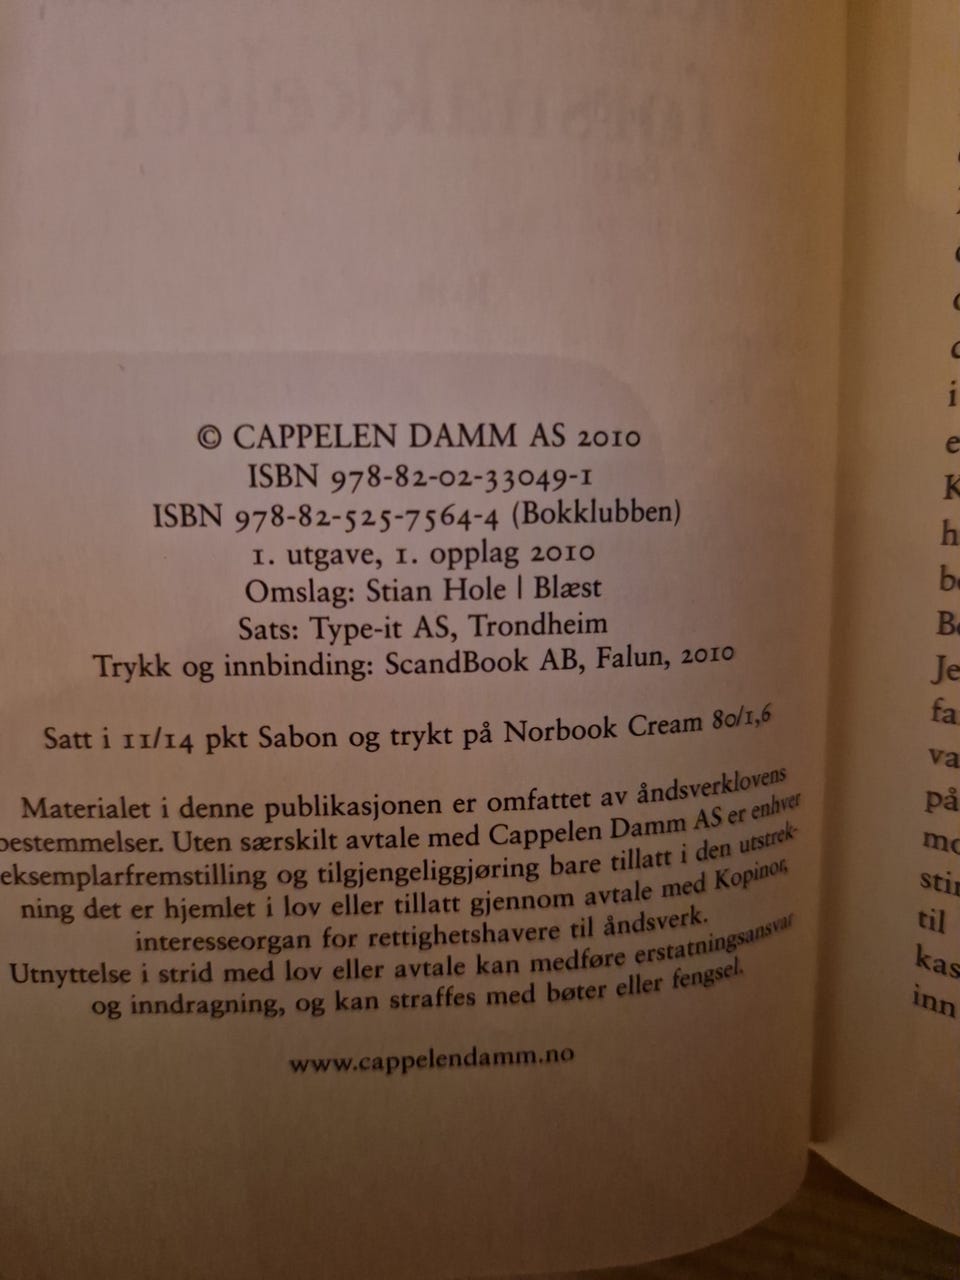 © CAPPELEN DAMM AS 2010
ISBN 978-82-02-33049-1
ISBN 978-82-525-7564-4 (Bokklubben)
1. utgave, 1. opplag 2010
Omslag: Stian Hole | Blæst
Sats: Type-it AS, Trondheim
Trykk og innbinding: ScandBook AB, Falun, 2010
Satt i 11/14 pkt Sabon og trykt på Norbook Cream 80/1,6
Materialet i denne publikasjonen er omfattet av åndsverklovens
bestemmelser. Uten særskilt avtale med Cappelen Damm AS er enhver
eksemplarfremstilling og tilgjengeliggjøring bare tillatt i den utstrek-
ning det er hjemlet i lov eller tillatt gjennom avtale med Kopinor,
interesseorgan for rettighetshavere til åndsverk.
Utnyttelse i strid med lov eller avtale kan medføre erstatningsansvar
og inndragning, og kan straffes med bøter eller fengsel.
www.cappelendamm.no
i
på
til
inn